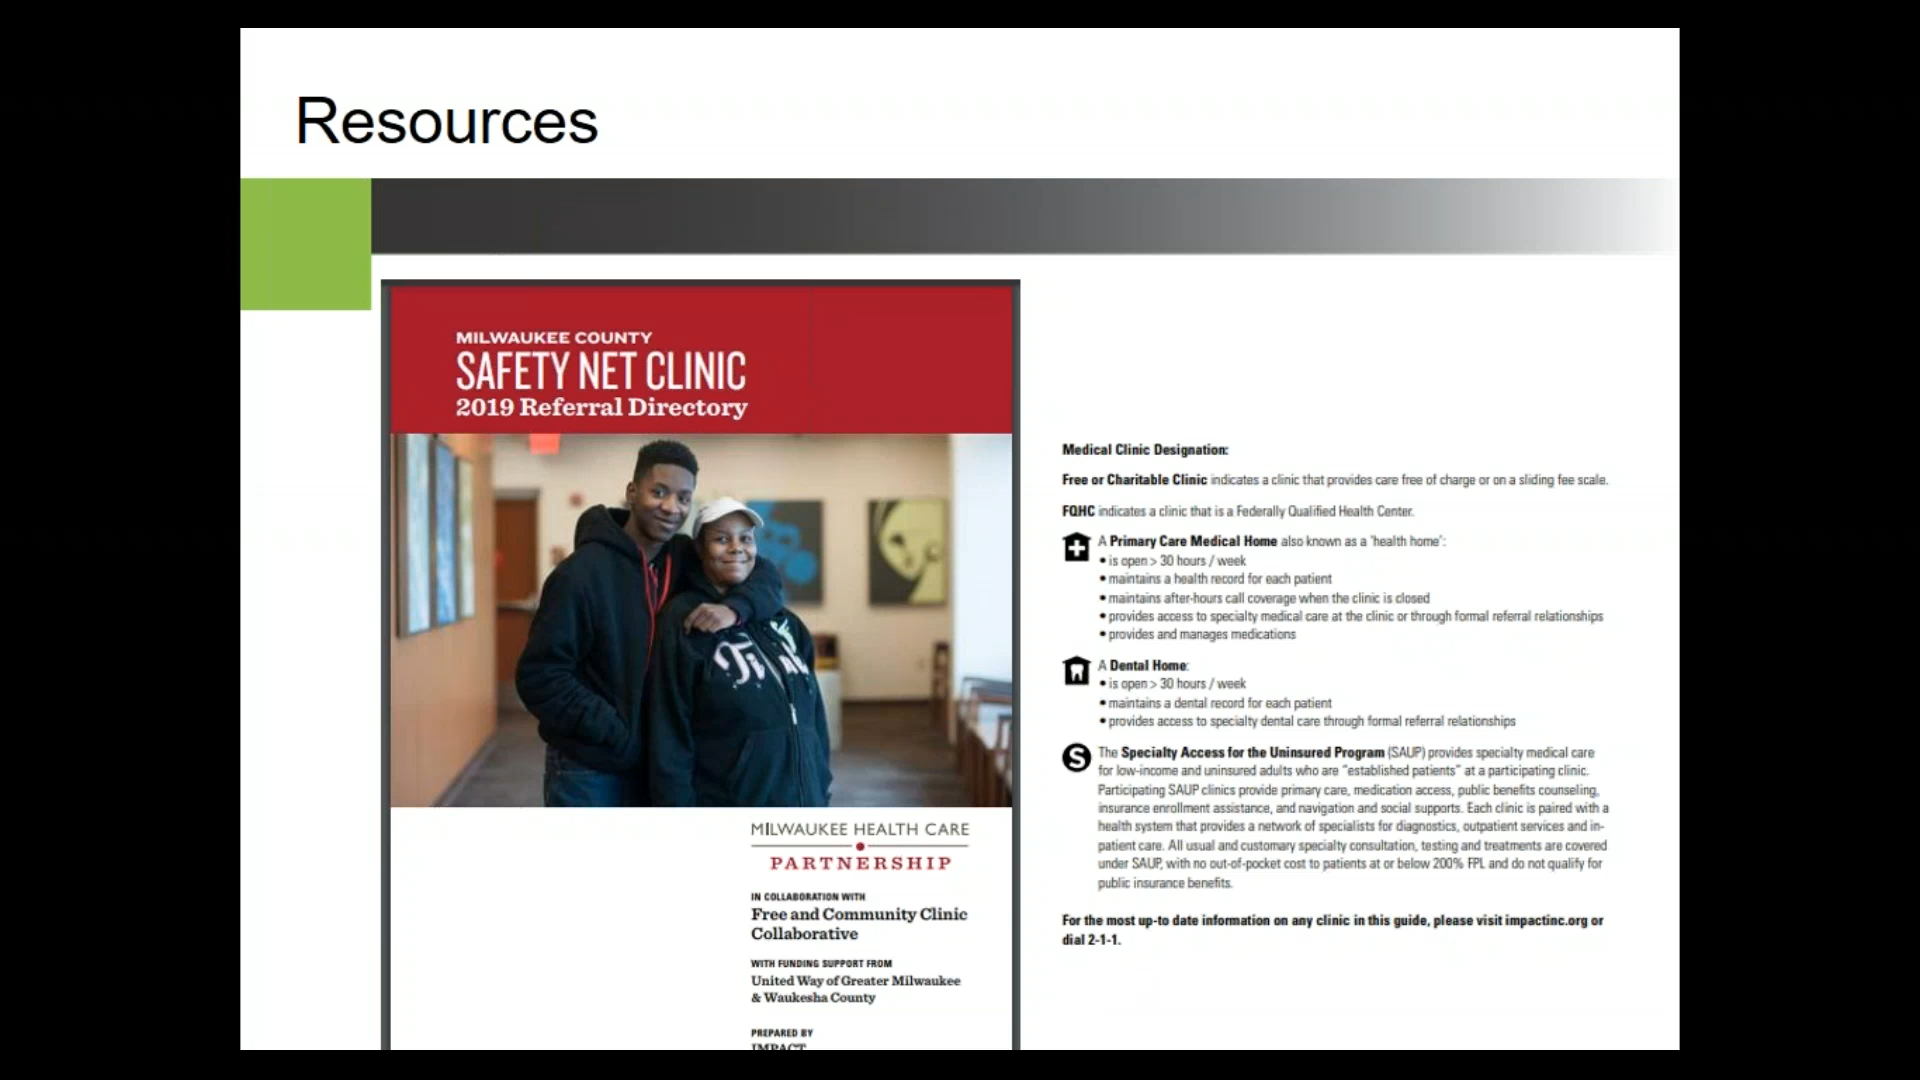 Resources
MILWAUKEE COUNTY
SAFETY NET CLINIC
2019 Referral Directory
MILWAUKEE HEALTH CARE
PARTNERSHIP
IN COLLABORATION WITH
Free and Community Clinic
Collaborative
WITH FUNDING SUPPORT FROM
United Way of Greater Milwaukee
& Waukesha County
PREPARED BY
IMPACT
Medical Clinic Designation:
Free or Charitable Clinic indicates a clinic that provides care free of charge or on a sliding fee scale.
FQHC indicates a clinic that is a Federally Qualified Health Center.
A Primary Care Medical Home also known as a 'health home':
• is open > 30 hours / week
• maintains a health record for each patient
• maintains after-hours call coverage when the clinic is closed
• provides access to specialty medical care at the clinic or through formal referral relationships
• provides and manages medications
A Dental Home:
• is open > 30 hours / week
• maintains a dental record for each patient
• provides access to specialty dental care through formal referral relationships
S The Specialty Access for the Uninsured Program (SAUP) provides specialty medical care
for low-income and uninsured adults who are "established patients" at a participating clinic.
Participating SAUP clinics provide primary care, medication access, public benefits counseling,
insurance enrollment assistance, and navigation and social supports. Each clinic is paired with a
health system that provides a network of specialists for diagnostics, outpatient services and in-
patient care. All usual and customary specialty consultation, testing and treatments are covered
under SAUP, with no out-of-pocket cost to patients at or below 200% FPL and do not qualify for
public insurance benefits.
For the most up-to date information on any clinic in this guide, please visit impactinc.org or
dial 2-1-1.